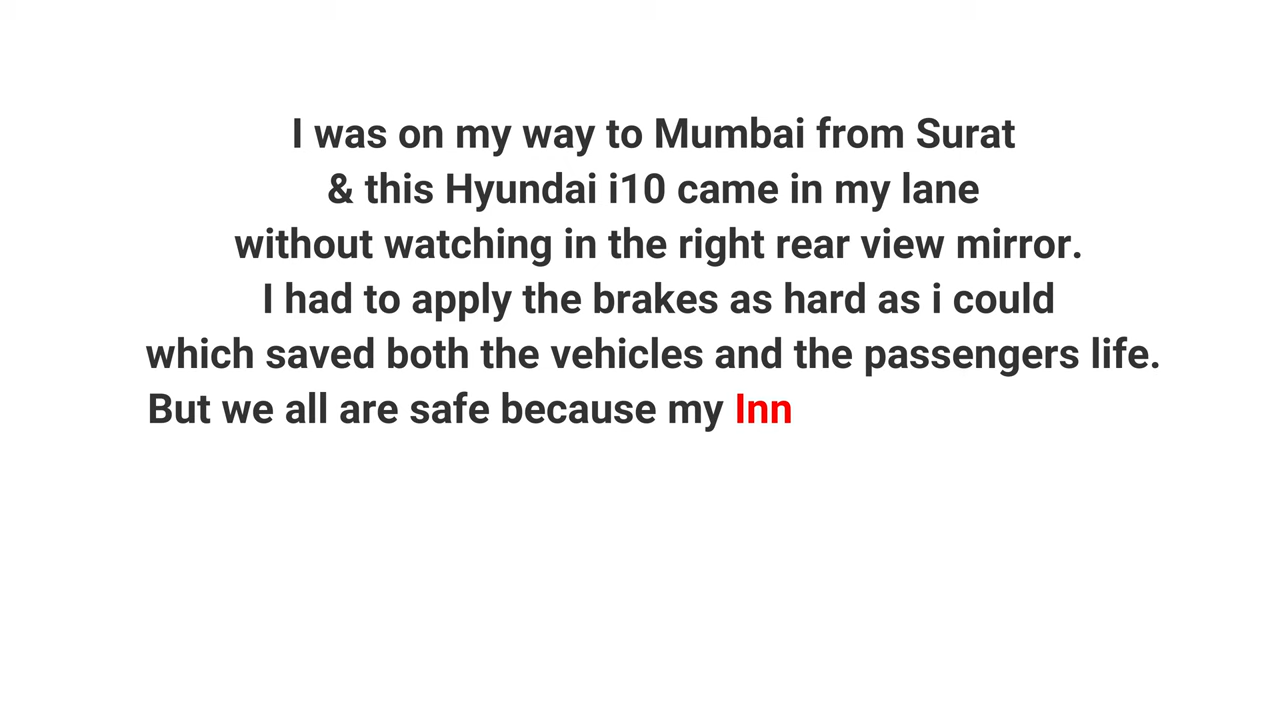 I was on my way to Mumbai from Surat
& this Hyundai i10 came in my lane
without watching in the right rear view mirror.
I had to apply the brakes as hard as i could
which saved both the vehicles and the passengers life.
But we all are safe because my Inn